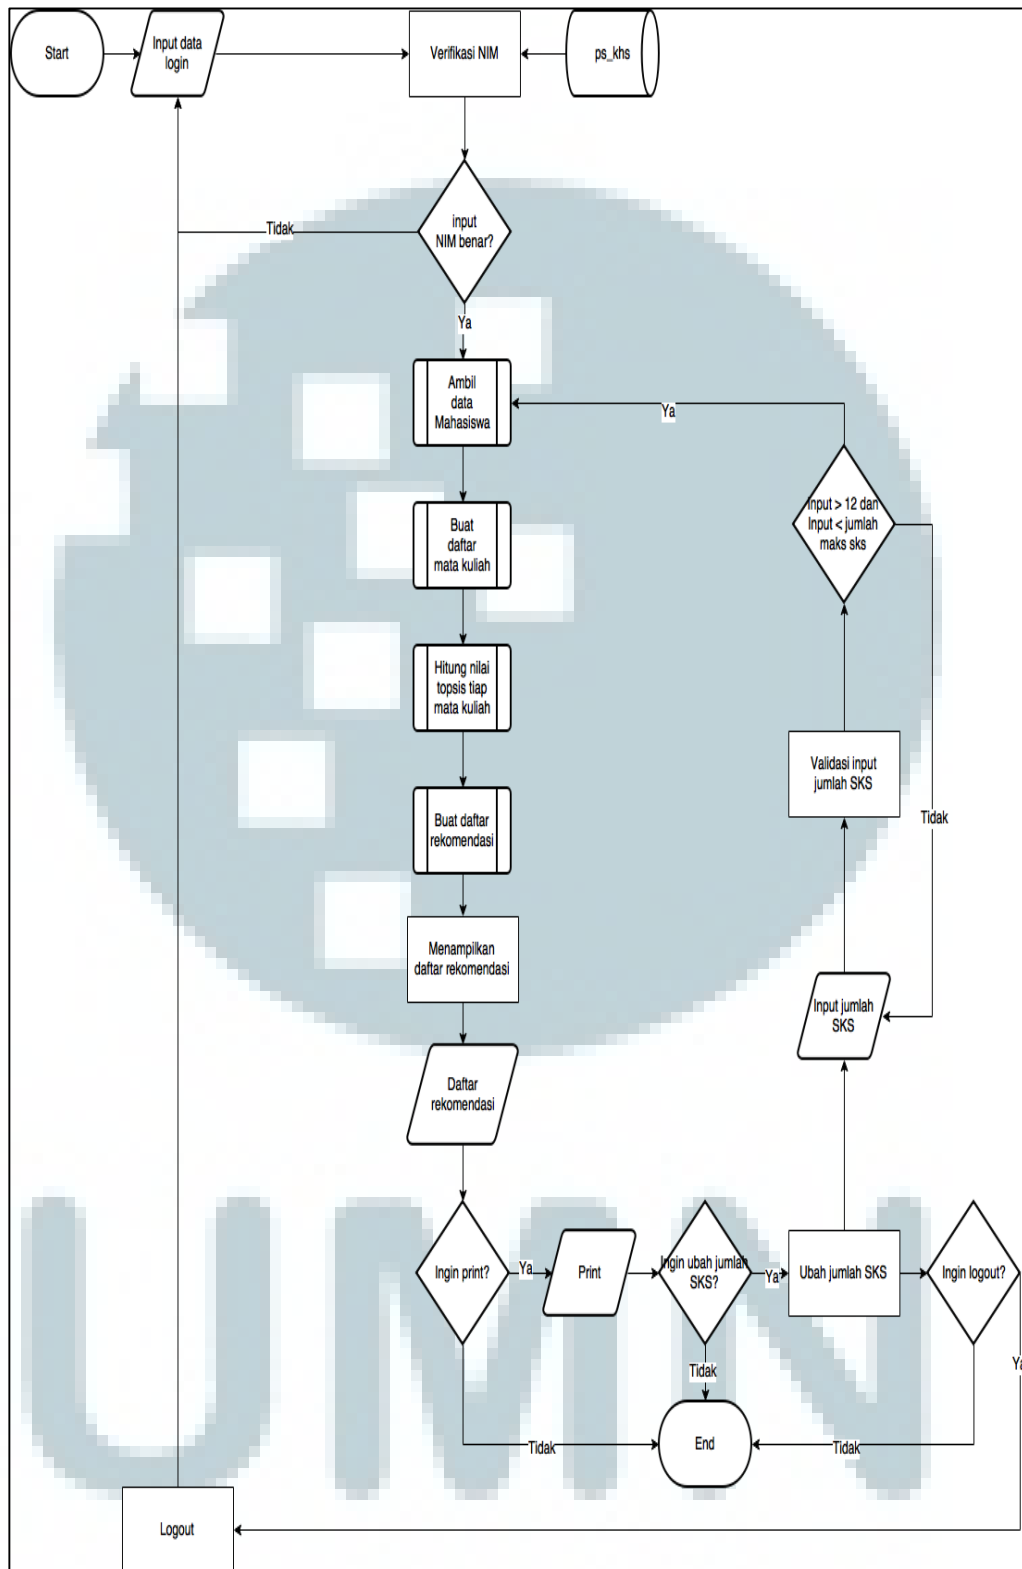 Start
Input data
login
Verifikasi NIM
ps_khs
input
NIM benar?
Tidak
Ya
Ambil
data
Mahasiswa
Ya
Buat
daftar
mata kuliah
Input > 12 dan
Input < jumlah
maks sks
Hitung nilai
topsis tiap
mata kuliah
Validasi input
jumlah SKS
Tidak
Buat daftar
rekomendasi
Menampilkan
daftar rekomendasi
Input jumlah
SKS
Daftar
rekomendasi
Ingin print?
Ya
Print
Ingin ubah jumlah
SKS?
Ya
Ubah jumlah SKS
Ingin logout?
Ya
Tidak
Tidak
End
Tidak
Logout
UMN